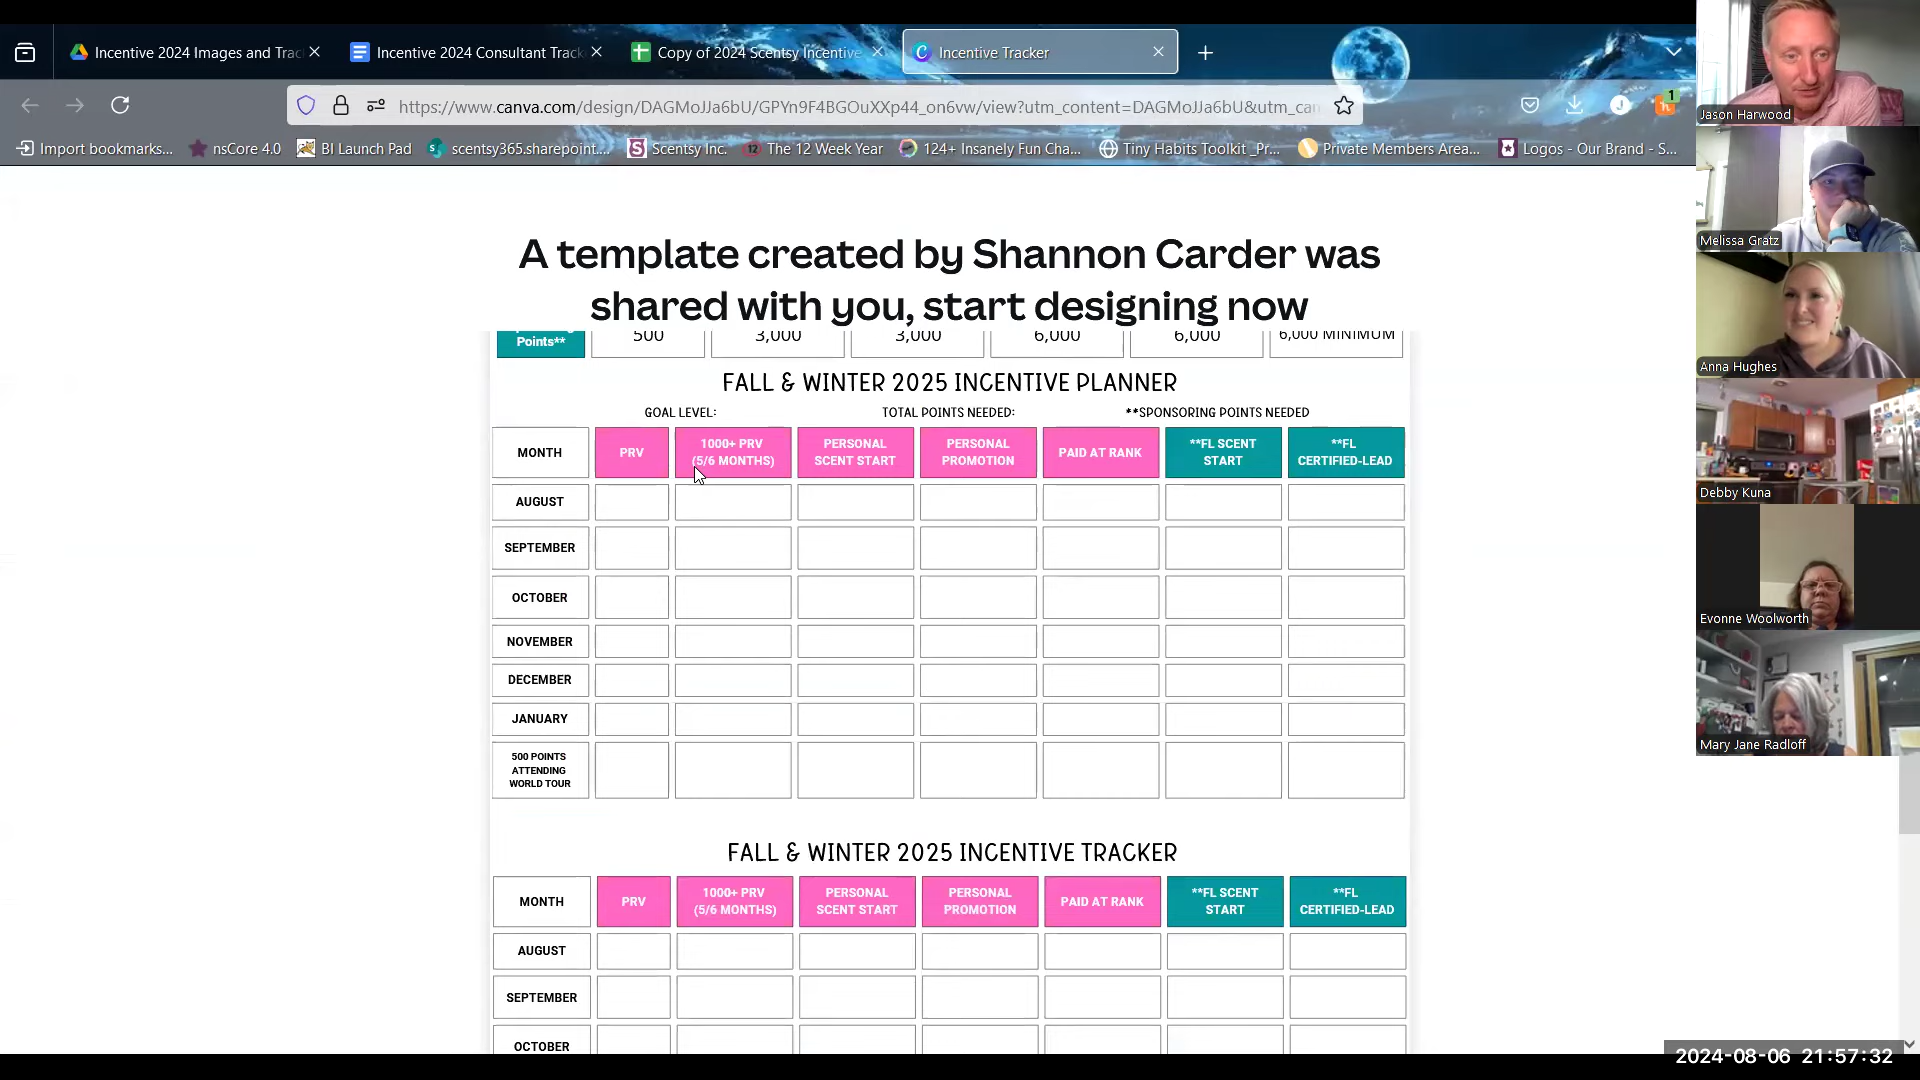 Incentive 2024 Images and Trac
Incentive 2024 Consultant Track
Copy of 2024 Scentsy Incentive
Incentive Tracker
https://www.canva.com/design/DAGMoJJa6bU/GPYn9F4BGOuXXp44_on6vw/view?utm_content=DAGMoJJa6bU&utm_can
1
Import bookmarks...
nsCore 4.0
BI Launch Pad
scentsy365.sharepoint....
Scentsy Inc.
12 The 12 Week Year
124+ Insanely Fun Cha...
Tiny Habits Toolkit _Pr...
Private Members Area...
Logos - Our Brand - S...
A template created by Shannon Carder was
shared with you, start designing now
Points**
500
3,000
3,000
6,000
6,000
6,000 MINIMUM
FALL & WINTER 2025 INCENTIVE PLANNER
GOAL LEVEL:
TOTAL POINTS NEEDED:
**SPONSORING POINTS NEEDED
MONTH
PRV
1000+ PRV
(5/6 MONTHS)
PERSONAL
SCENT START
PERSONAL
PROMOTION
PAID AT RANK
**FL SCENT
START
**FL
CERTIFIED-LEAD
AUGUST
SEPTEMBER
OCTOBER
NOVEMBER
DECEMBER
JANUARY
500 POINTS
ATTENDING
WORLD TOUR
FALL & WINTER 2025 INCENTIVE TRACKER
MONTH
PRV
1000+ PRV
(5/6 MONTHS)
PERSONAL
SCENT START
PERSONAL
PROMOTION
PAID AT RANK
**FL SCENT
START
**FL
CERTIFIED-LEAD
AUGUST
SEPTEMBER
OCTOBER
Jason Harwood
Melissa Gratz
Anna Hughes
Debby Kuna
Evonne Woolworth
Mary Jane Radloff
2024-08-06 21:57:32